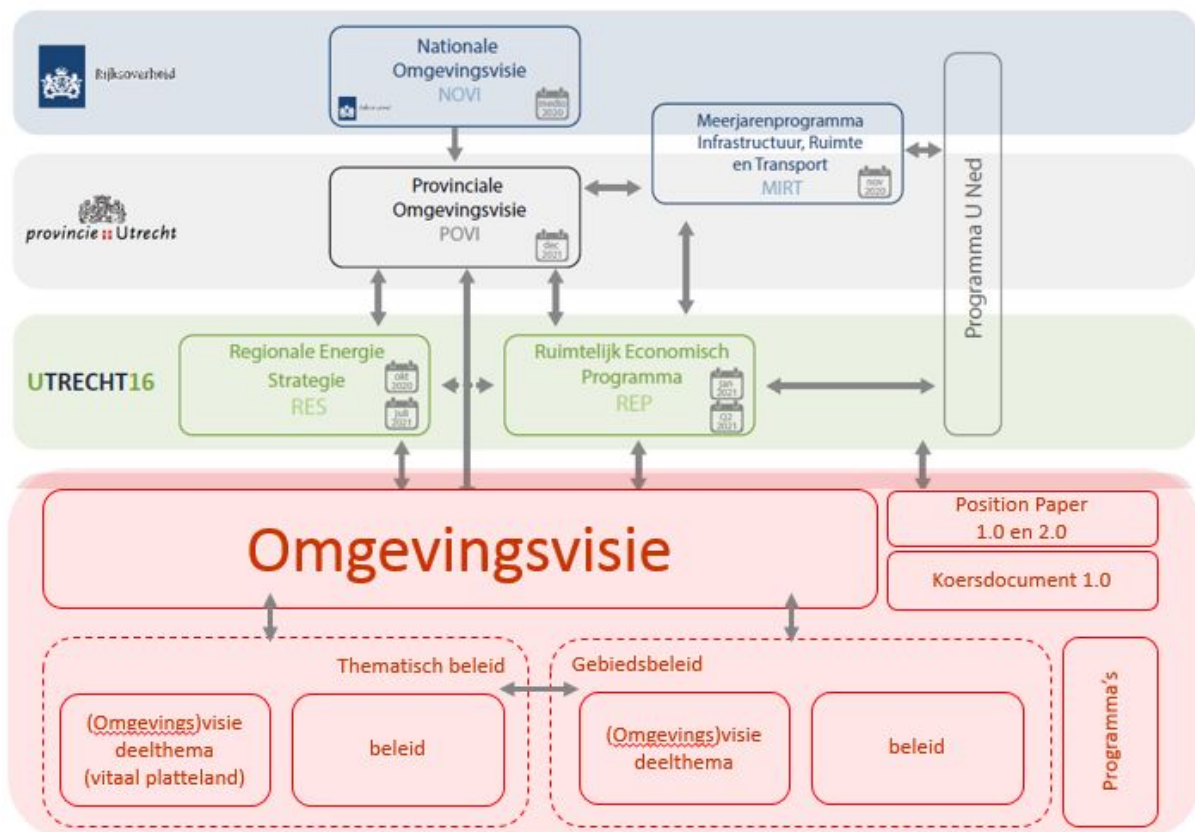 Rijksoverheid
Nationale
Omgevingsvisie
NOVI
medio
2020
Meerjarenprogramma
Infrastructuur, Ruimte
en Transport
MIRT
nov
2020
Programma U Ned
provincie Utrecht
Provinciale
Omgevingsvisie
POVI
dec
2021
UTRECHT16
Regionale Energie
Strategie
RES
okt
2020
juli
2021
Ruimtelijk Economisch
Programma
REP
jan
2021
Q2
2021
Omgevingsvisie
Position Paper
1.0 en 2.0
Koersdocument 1.0
Thematisch beleid
(Omgevings)visie
deelthema
(vitaal platteland)
beleid
Gebiedsbeleid
(Omgevings)visie
deelthema
beleid
Programma's